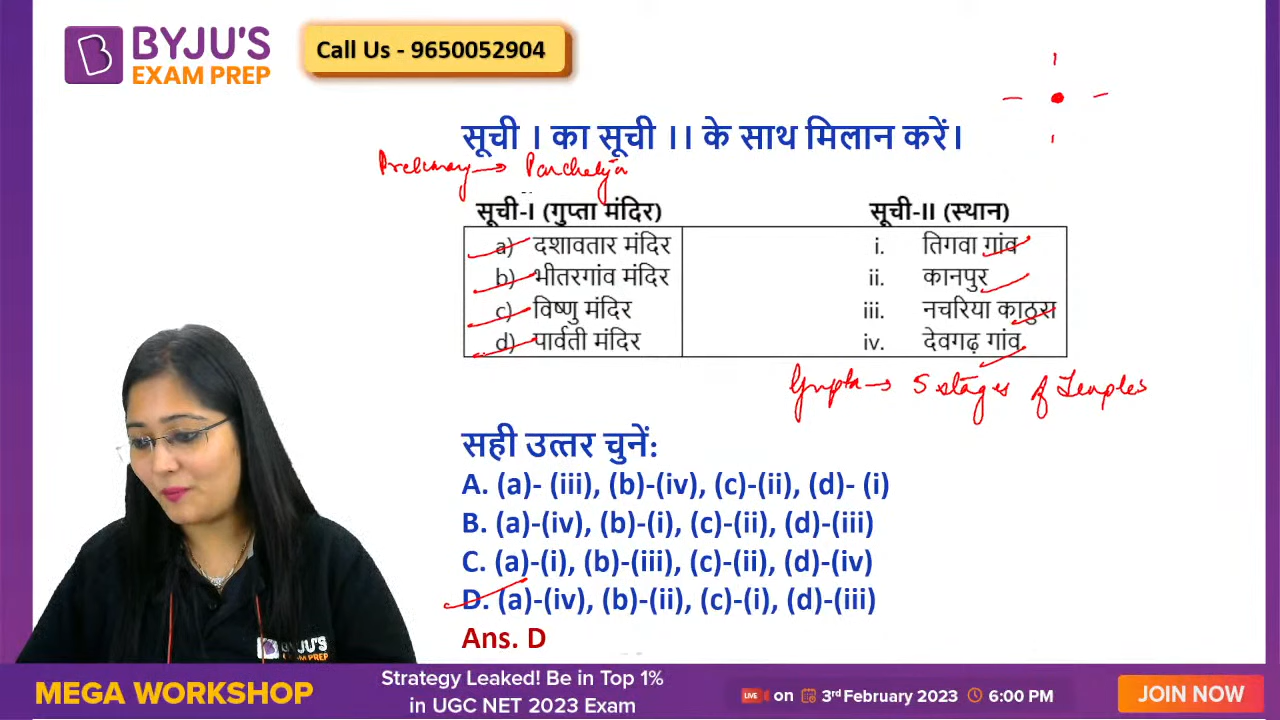 BYJU'S
EXAM PREP
Call Us - 9650052904
सूची I का सूची II के साथ मिलान करें।
→ Panchayatan
सूची-I (गुप्ता मंदिर) सूची-II (स्थान)
a) दशावतार मंदिर i. तिगवा गांव
b) भीतरगांव मंदिर ii. कानपुर
c) विष्णु मंदिर iii. नचरिया काठुस
d) पार्वती मंदिर iv. देवगढ़ गांव
Gupta → 5 stages of Temples
सही उत्तर चुनें:
A. (a)- (iii), (b)-(iv), (c)-(ii), (d)- (i)
B. (a)-(iv), (b)-(i), (c)-(ii), (d)-(iii)
C. (a)-(i), (b)-(iii), (c)-(ii), (d)-(iv)
D. (a)-(iv), (b)-(ii), (c)-(i), (d)-(iii)
Ans. D
BYJU'S
EXAM PREP
MEGA WORKSHOP
Strategy Leaked! Be in Top 1%
in UGC NET 2023 Exam
LIVE on 3rd February 2023 6:00 PM
JOIN NOW